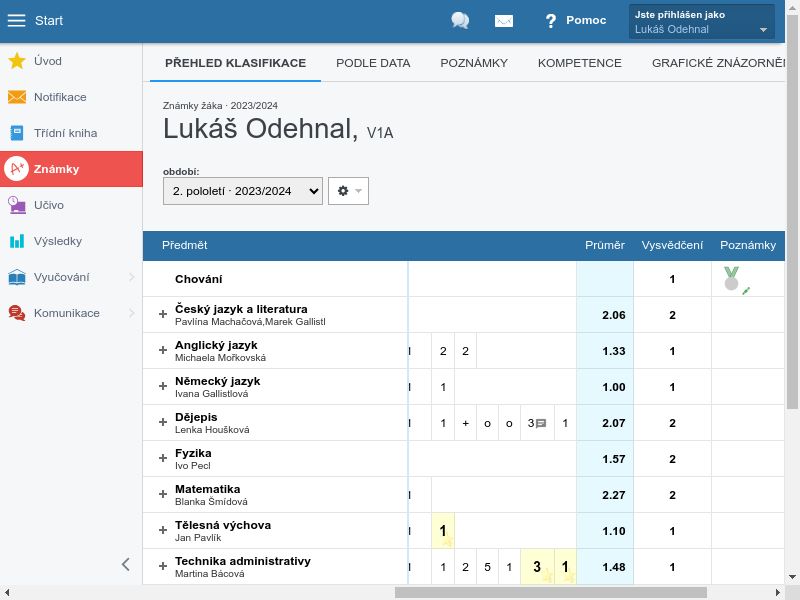 Start
? Pomoc
Jste přihlášen jako
Lukáš Odehnal
Úvod
Notifikace
Třídní kniha
Známky
Učivo
Výsledky
Vyučování
Komunikace
PŘEHLED KLASIFIKACE PODLE DATA POZNÁMKY KOMPETENCE GRAFICKÉ ZNÁZORNĚN
Známky žáka · 2023/2024
Lukáš Odehnal, V1A
období:
2. pololetí · 2023/2024
Předmět Průměr Vysvědčení Poznámky
Chování 1
+ Český jazyk a literatura 2.06 2
Pavlína Machačová,Marek Gallistl
+ Anglický jazyk 2 2 1.33 1
Michaela Mořkovská
+ Německý jazyk 1 1.00 1
Ivana Gallistlová
+ Dějepis 1 + o o 3 1 2.07 2
Lenka Houšková
+ Fyzika 1.57 2
Ivo Pecl
+ Matematika 2.27 2
Blanka Šmídová
+ Tělesná výchova 1 1.10 1
Jan Pavlík
+ Technika administrativy 1 2 5 1 3 1 1.48 1
Martina Bácová